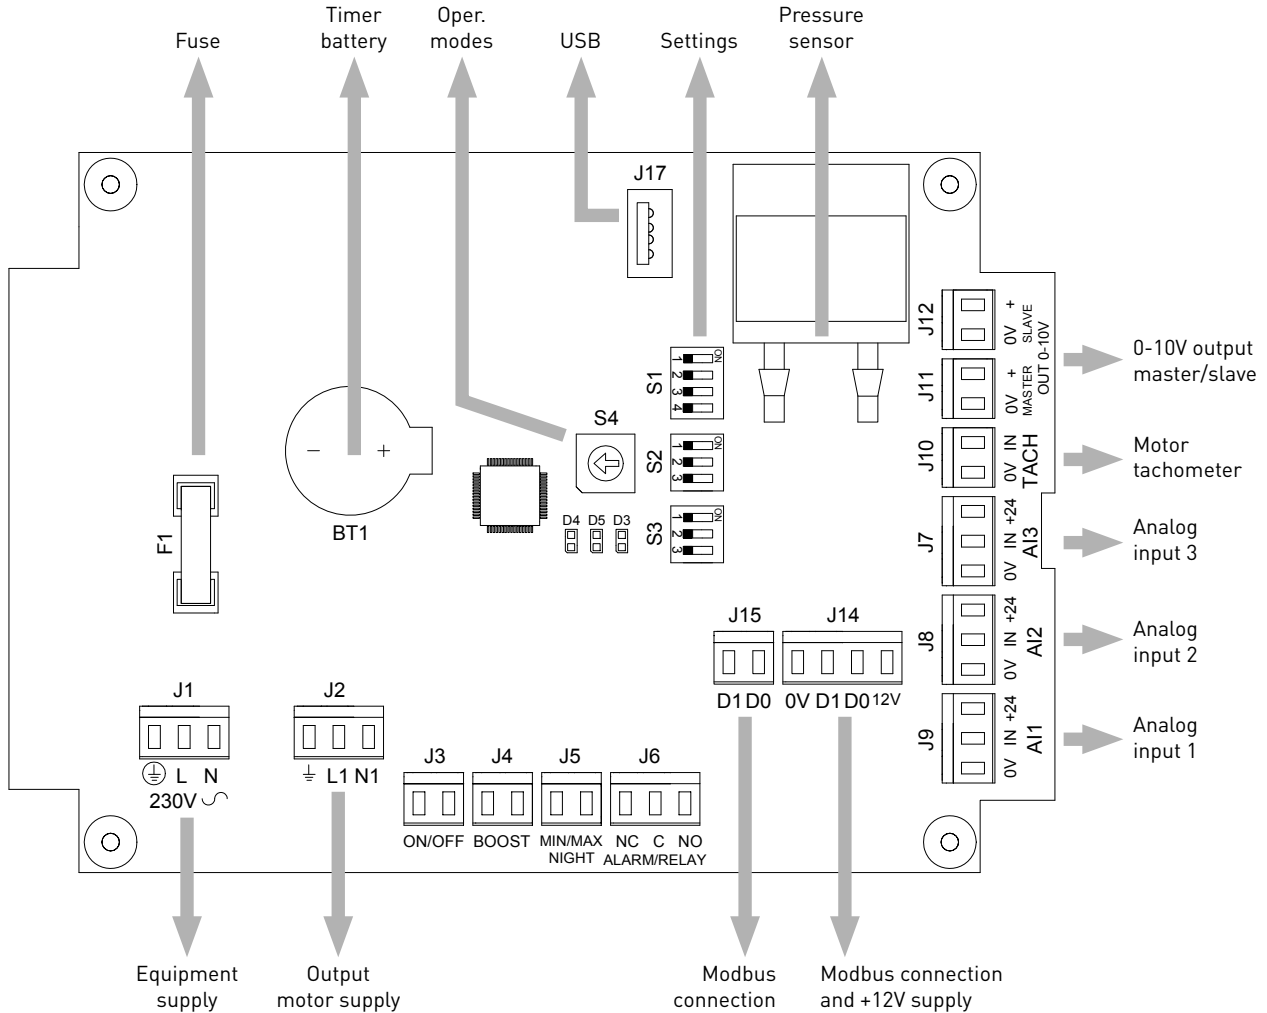 Fuse
Timer
battery
Oper.
modes
USB
Settings
Pressure
sensor
J17
J12
0V +
SLAVE
J11
0V +
MASTER
OUT 0-10V
0-10V output
master/slave
S1
ON
1
2
3
4
S4
S2
ON
1
2
3
J10
0V IN
TACH
Motor
tachometer
− +
BT1
D4 D5 D3
S3
ON
1
2
3
F1
J7
0V IN +24
AI3
Analog
input 3
J8
0V IN +24
AI2
Analog
input 2
J15
D1 D0
J14
0V D1 D0 12V
J9
0V IN +24
AI1
Analog
input 1
J1
L N
230V
J2
L1 N1
J3
ON/OFF
J4
BOOST
J5
MIN/MAX
NIGHT
J6
NC C NO
ALARM/RELAY
Equipment
supply
Output
motor supply
Modbus
connection
Modbus connection
and +12V supply